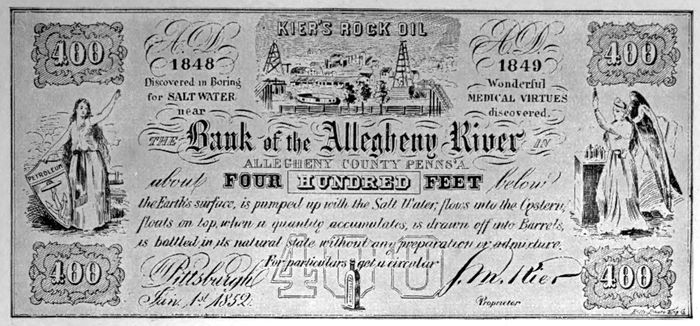 400
KIER'S ROCK OIL
400
A.D.
1848
Discovered in Boring
for SALT WATER
near
A.D.
1849
Wonderful
MEDICAL VIRTUES
discovered.
THE Bank of the Allegheny River IN
ALLEGHENY COUNTY PENNS'A.
PETROLEUM
about FOUR HUNDRED FEET below
the Earth's surface, is pumped up with the Salt Water, flows into the Cystern,
floats on top, when a quantity accumulates, is drawn off into Barrels,
is bottled in its natural state without any preparation or admixture.
For particulars get a circular
400
400
Pittsburgh
Jan. 1st 1852.
S.M. Kier
Proprietor
400